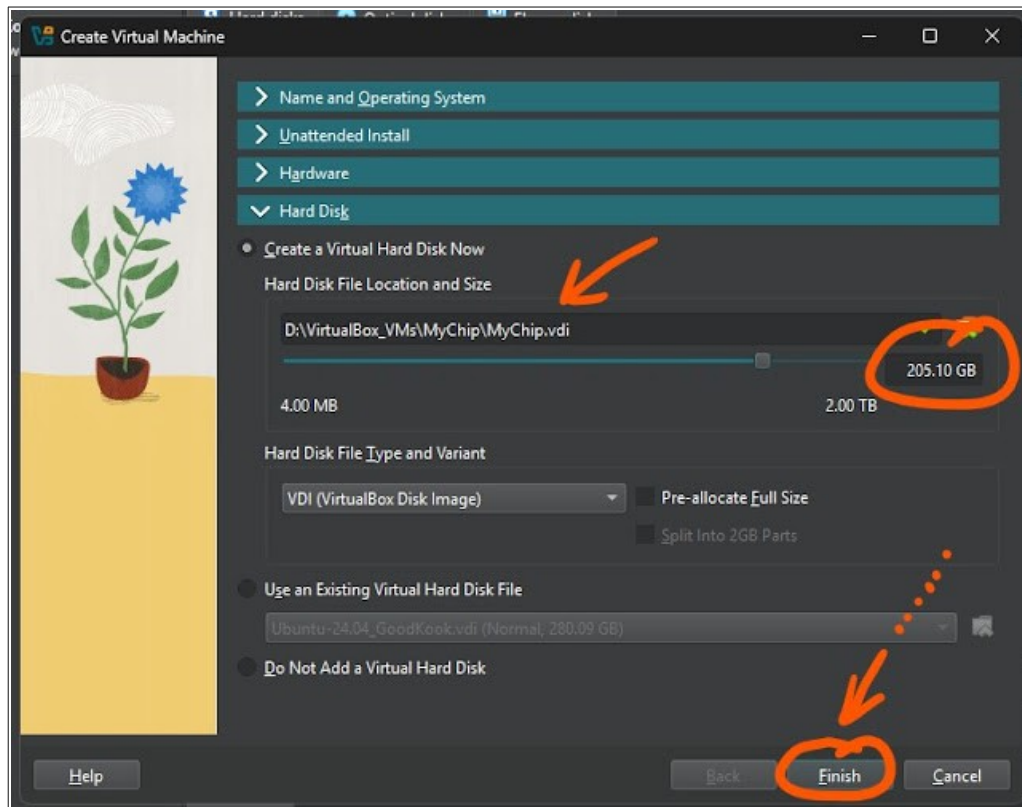 Hard disks
Create Virtual Machine
Name and Operating System
Unattended Install
Hardware
Hard Disk
Create a Virtual Hard Disk Now
Hard Disk File Location and Size
D:\VirtualBox_VMs\MyChip\MyChip.vdi
205.10 GB
4.00 MB 2.00 TB
Hard Disk File Type and Variant
VDI (VirtualBox Disk Image) Pre-allocate Full Size
Split Into 2GB Parts
Use an Existing Virtual Hard Disk File
Ubuntu-24.04_GoodKook.vdi (Normal, 280.09 GB)
Do Not Add a Virtual Hard Disk
Help Back Finish Cancel